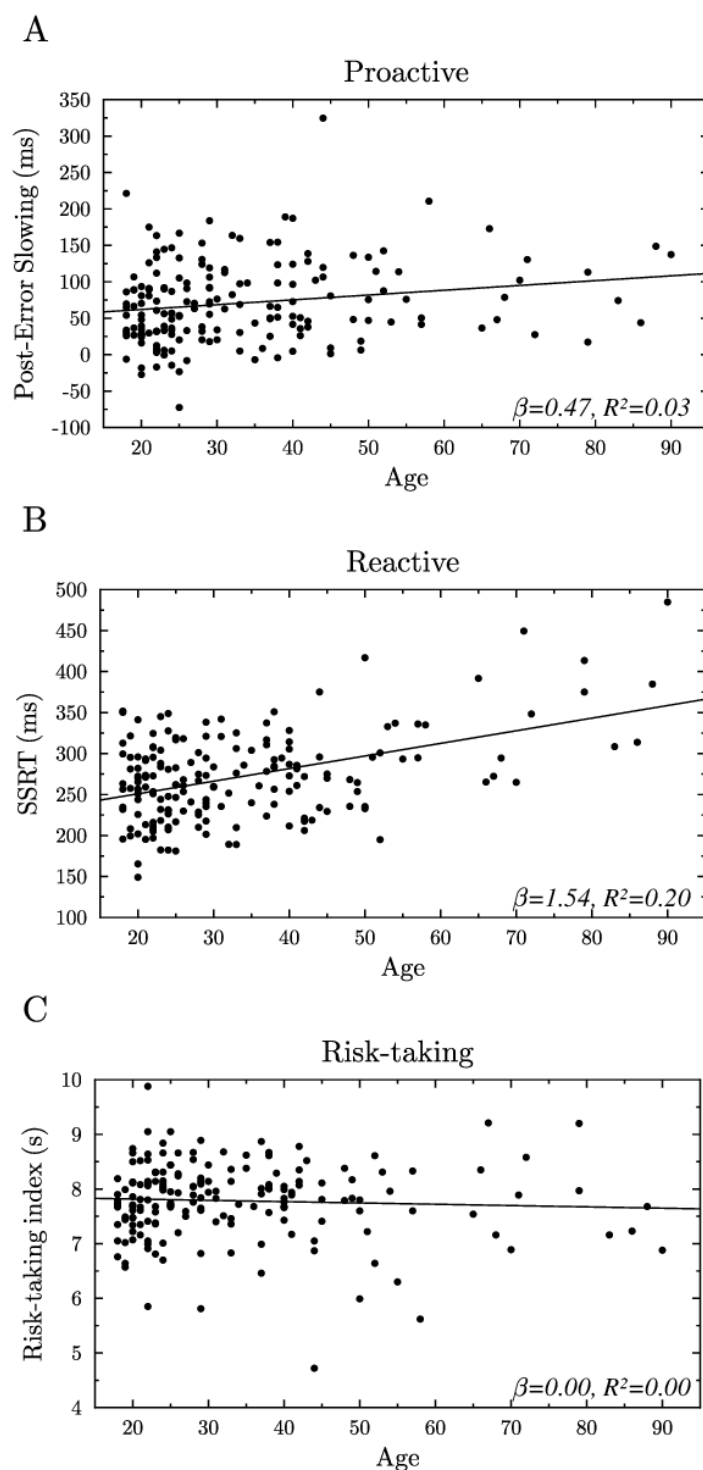 A
Proactive
350
300
250
200
150
100
50
0
-50
-100
Post-Error Slowing (ms)
β=0.47, R²=0.03
20 30 40 50 60 70 80 90
Age
B
Reactive
500
450
400
350
300
250
200
150
100
SSRT (ms)
β=1.54, R²=0.20
20 30 40 50 60 70 80 90
Age
C
Risk-taking
10
9
8
7
6
5
4
Risk-taking index (s)
β=0.00, R²=0.00
20 30 40 50 60 70 80 90
Age